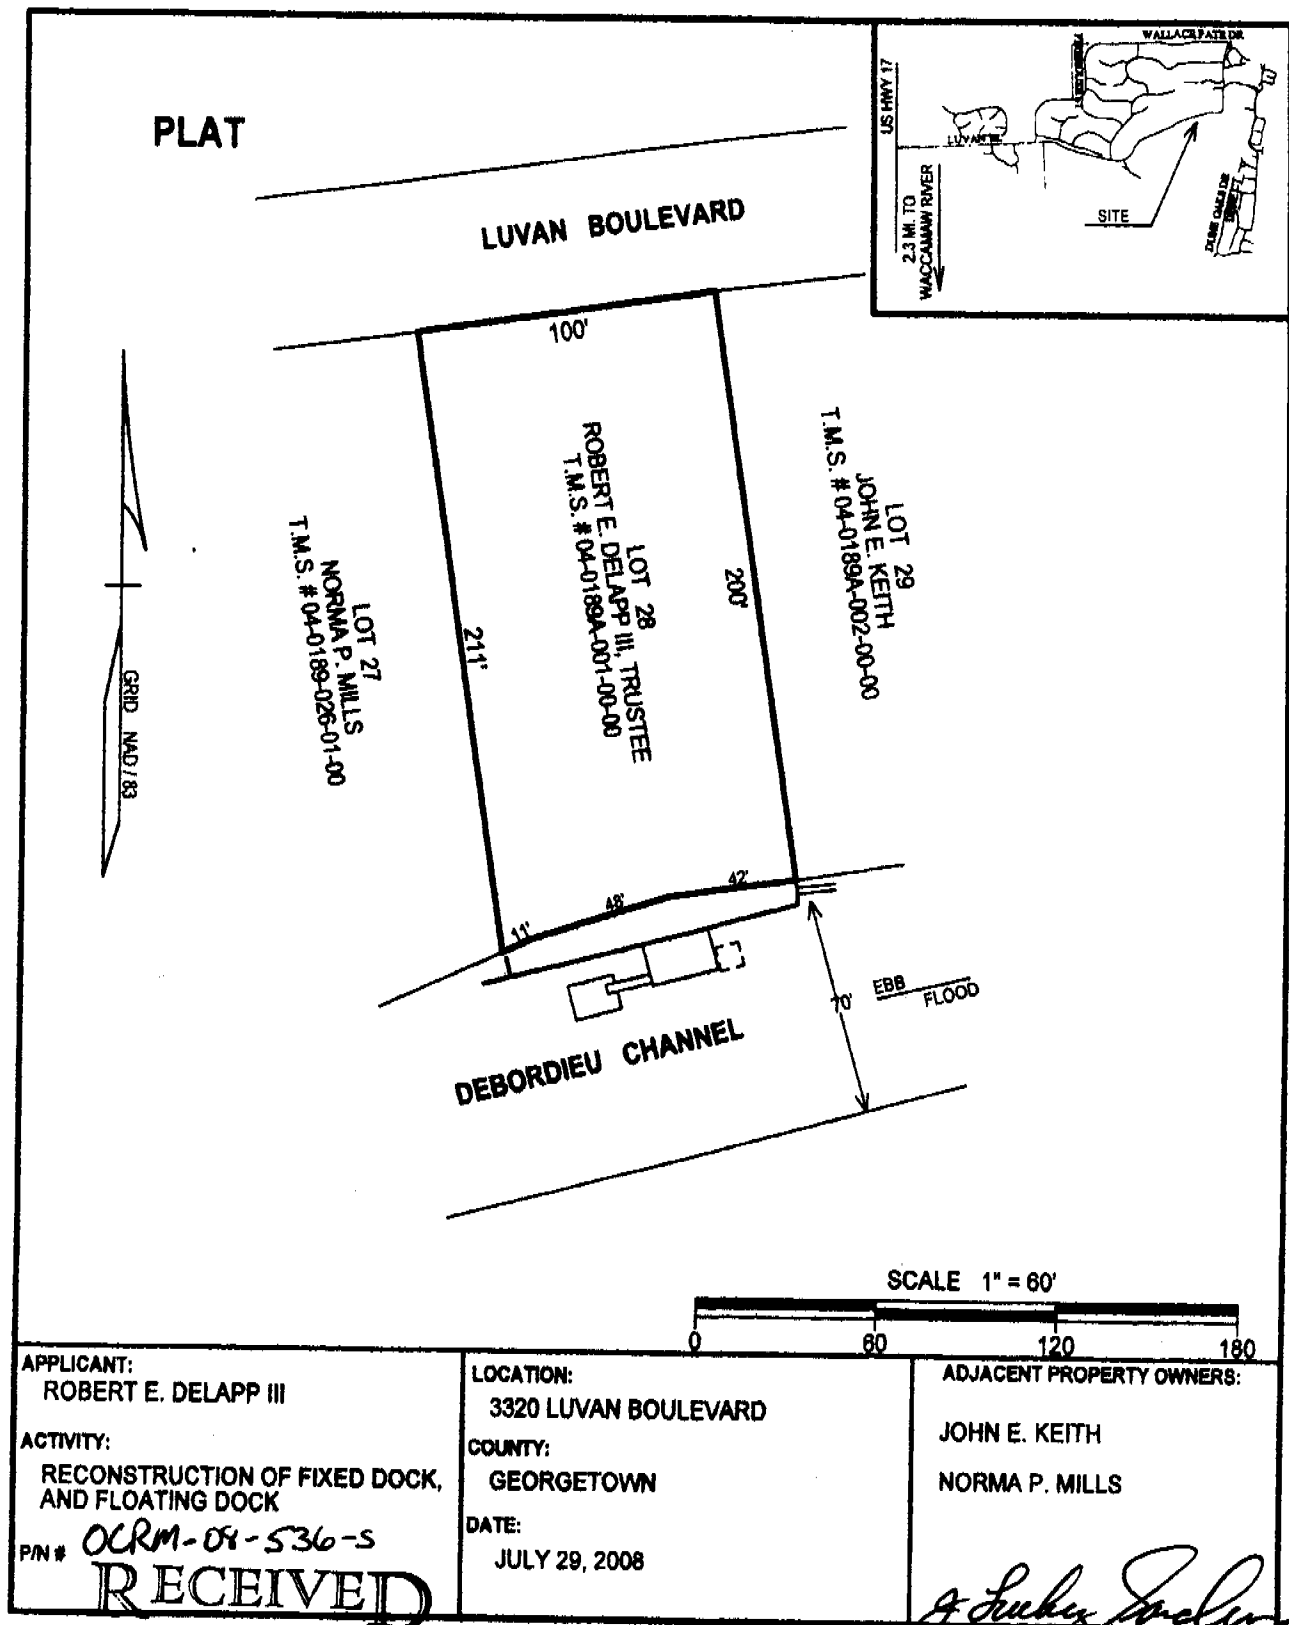 PLAT
LUVAN BOULEVARD
US HWY 17
WALLACE PATE DR
LUVAN BL
2.3 MI. TO
WACCAMAW RIVER
SITE
DUNE OAKS DR
100'
LOT 29
JOHN E. KEITH
T.M.S. # 04-0189A-002-00-00
LOT 28
ROBERT E. DELAPP III, TRUSTEE
T.M.S. # 04-0189A-001-00-00
200'
211'
LOT 27
NORMA P. MILLS
T.M.S. # 04-0189-026-01-00
GRID NAD / 83
42'
48'
11'
70'
EBB
FLOOD
DEBORDIEU CHANNEL
SCALE 1" = 60'
0 60 120 180
APPLICANT:
ROBERT E. DELAPP III
ACTIVITY:
RECONSTRUCTION OF FIXED DOCK,
AND FLOATING DOCK
P/N # OCRM-08-536-S
RECEIVED
LOCATION:
3320 LUVAN BOULEVARD
COUNTY:
GEORGETOWN
DATE:
JULY 29, 2008
ADJACENT PROPERTY OWNERS:
JOHN E. KEITH
NORMA P. MILLS